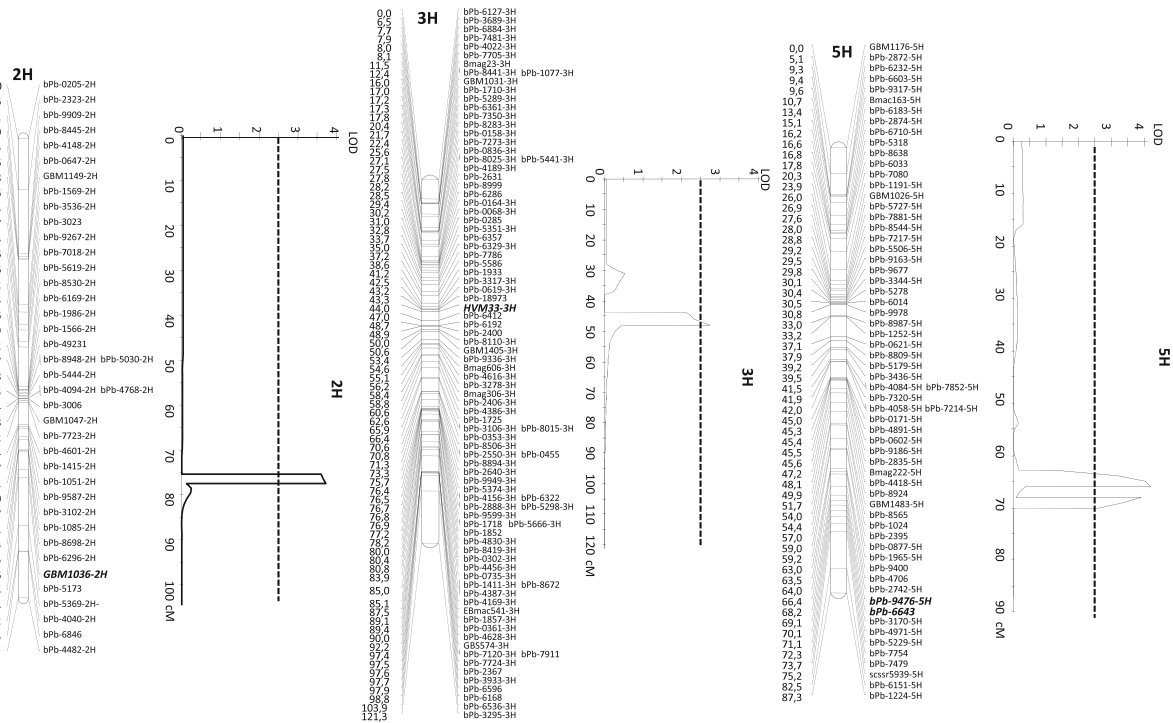 2H
bPb-0205-2H
bPb-2323-2H
bPb-9909-2H
bPb-8445-2H
bPb-4148-2H
bPb-0647-2H
GBM1149-2H
bPb-1569-2H
bPb-3536-2H
bPb-3023
bPb-9267-2H
bPb-7018-2H
bPb-5619-2H
bPb-8530-2H
bPb-6169-2H
bPb-1986-2H
bPb-1566-2H
bPb-49231
bPb-8948-2H bPb-5030-2H
bPb-5444-2H
bPb-4094-2H bPb-4768-2H
bPb-3006
GBM1047-2H
bPb-7723-2H
bPb-4601-2H
bPb-1415-2H
bPb-1051-2H
bPb-9587-2H
bPb-3102-2H
bPb-1085-2H
bPb-8698-2H
bPb-6296-2H
GBM1036-2H
bPb-5173
bPb-5369-2H-
bPb-4040-2H
bPb-6846
bPb-4482-2H
0 1 2 3 4 LOD
0 10 20 30 40 50 60 70 80 90 100 cM
2H
3H
0,0
6,5
7,7
7,9
8,0
8,1
11,5
12,4
16,0
17,0
17,2
17,3
17,8
20,4
21,7
22,4
25,6
27,1
27,5
27,8
28,2
28,5
29,4
30,2
31,0
32,8
33,7
35,0
37,2
38,6
41,2
42,5
43,2
43,3
44,0
47,0
48,7
48,9
50,0
50,6
53,4
54,6
55,1
56,2
58,4
58,8
60,6
62,6
65,9
66,4
70,6
70,8
71,3
73,3
75,7
76,4
76,5
76,7
76,8
76,9
77,2
78,2
80,0
80,4
80,8
83,9
85,0
85,1
87,5
89,1
89,4
90,0
92,2
97,4
97,5
97,6
97,7
97,9
98,8
103,9
121,3
bPb-6127-3H
bPb-3689-3H
bPb-6884-3H
bPb-7481-3H
bPb-4022-3H
bPb-7705-3H
Bmag23-3H
bPb-8441-3H bPb-1077-3H
GBM1031-3H
bPb-1710-3H
bPb-5289-3H
bPb-6361-3H
bPb-7350-3H
bPb-8283-3H
bPb-0158-3H
bPb-7273-3H
bPb-0836-3H
bPb-8025-3H bPb-5441-3H
bPb-4189-3H
bPb-2631
bPb-8999
bPb-6286
bPb-0164-3H
bPb-0068-3H
bPb-0285
bPb-5351-3H
bPb-6357
bPb-6329-3H
bPb-7786
bPb-5586
bPb-1933
bPb-3317-3H
bPb-0619-3H
bPb-18973
HVM33-3H
bPb-6412
bPb-6192
bPb-2400
bPb-8110-3H
GBM1405-3H
bPb-9336-3H
Bmag606-3H
bPb-4616-3H
bPb-3278-3H
Bmag306-3H
bPb-2406-3H
bPb-4386-3H
bPb-1725
bPb-3106-3H bPb-8015-3H
bPb-0353-3H
bPb-8506-3H
bPb-2550-3H bPb-0455
bPb-8894-3H
bPb-2640-3H
bPb-9949-3H
bPb-5374-3H
bPb-4156-3H bPb-6322
bPb-2888-3H bPb-5298-3H
bPb-9599-3H
bPb-1718 bPb-5666-3H
bPb-1852
bPb-4830-3H
bPb-8419-3H
bPb-0302-3H
bPb-4456-3H
bPb-0735-3H
bPb-1411-3H bPb-8672
bPb-4387-3H
bPb-4169-3H
EBmac541-3H
bPb-1857-3H
bPb-0361-3H
bPb-4628-3H
GBS574-3H
bPb-7120-3H bPb-7911
bPb-7724-3H
bPb-2367
bPb-3933-3H
bPb-6596
bPb-6168
bPb-6536-3H
bPb-3295-3H
0 1 2 3 4 LOD
0 10 20 30 40 50 60 70 80 90 100 110 120 cM
3H
5H
0,0
5,1
9,3
9,4
9,6
10,7
13,4
15,1
16,2
16,6
16,8
17,8
20,3
23,9
26,0
26,9
27,6
28,0
28,8
29,2
29,5
29,8
30,1
30,4
30,5
30,8
33,0
33,2
37,1
37,9
39,2
39,5
41,5
41,9
42,0
45,0
45,3
45,4
45,5
45,6
47,2
48,1
49,9
51,7
54,0
54,4
57,0
59,0
59,2
63,0
63,5
64,0
66,4
68,2
69,1
70,1
71,1
72,3
73,7
75,2
82,5
87,3
GBM1176-5H
bPb-2872-5H
bPb-6232-5H
bPb-6603-5H
bPb-9317-5H
Bmac163-5H
bPb-6183-5H
bPb-2874-5H
bPb-6710-5H
bPb-5318
bPb-8638
bPb-6033
bPb-7080
bPb-1191-5H
GBM1026-5H
bPb-5727-5H
bPb-7881-5H
bPb-8544-5H
bPb-7217-5H
bPb-5506-5H
bPb-9163-5H
bPb-9677
bPb-3344-5H
bPb-5278
bPb-6014
bPb-9978
bPb-8987-5H
bPb-1252-5H
bPb-0621-5H
bPb-8809-5H
bPb-5179-5H
bPb-3436-5H
bPb-4084-5H bPb-7852-5H
bPb-7320-5H
bPb-4058-5H bPb-7214-5H
bPb-0171-5H
bPb-4891-5H
bPb-0602-5H
bPb-9186-5H
bPb-2835-5H
Bmag222-5H
bPb-4418-5H
bPb-8924
GBM1483-5H
bPb-8565
bPb-1024
bPb-2395
bPb-0877-5H
bPb-1965-5H
bPb-9400
bPb-4706
bPb-2742-5H
bPb-9476-5H
bPb-6643
bPb-3170-5H
bPb-4971-5H
bPb-5229-5H
bPb-7754
bPb-7479
scssr5939-5H
bPb-6151-5H
bPb-1224-5H
0 1 2 3 4 LOD
0 10 20 30 40 50 60 70 80 90 cM
5H